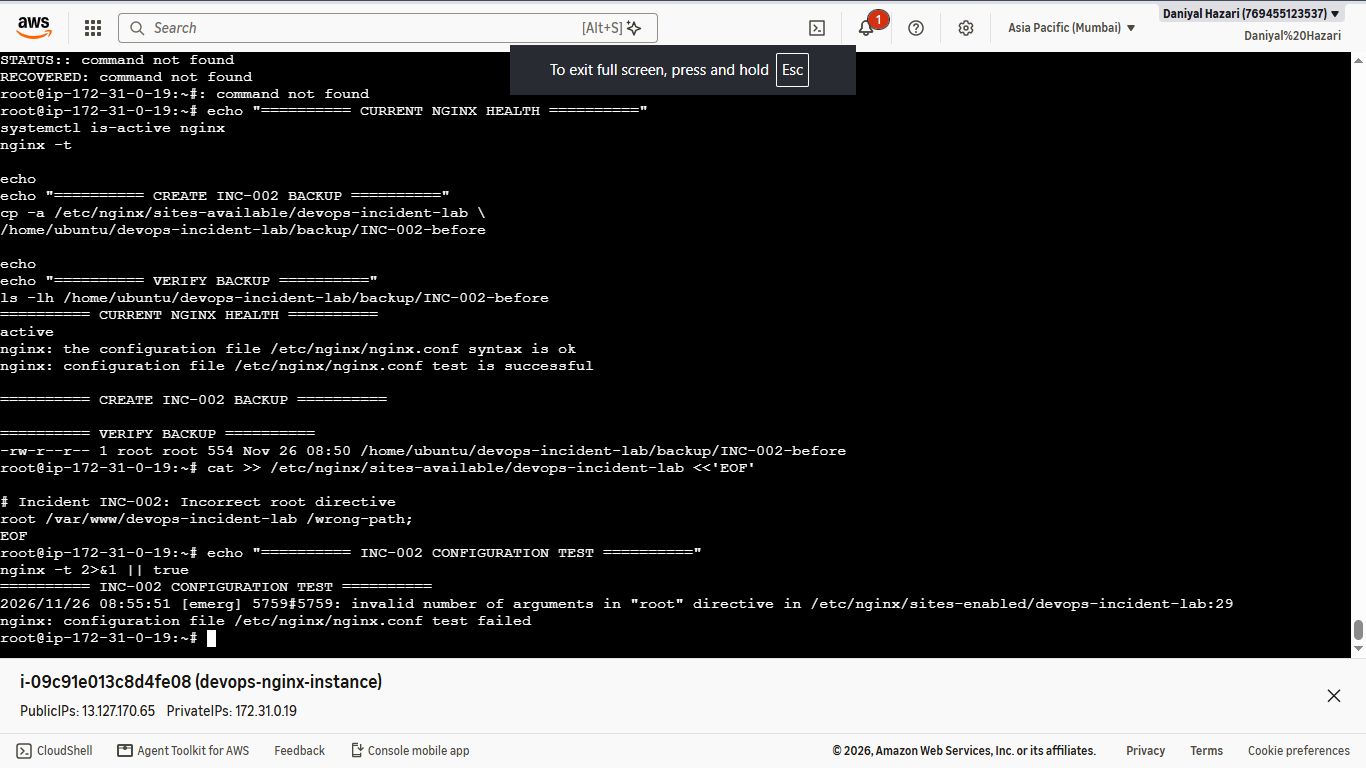 aws
Search
[Alt+S]
1
Asia Pacific (Mumbai)
Daniyal Hazari (769455123537)
Daniyal%20Hazari
To exit full screen, press and hold Esc
STATUS:: command not found
RECOVERED: command not found
root@ip-172-31-0-19:~#: command not found
root@ip-172-31-0-19:~# echo "========== CURRENT NGINX HEALTH =========="
systemctl is-active nginx
nginx -t
echo
echo "========== CREATE INC-002 BACKUP =========="
cp -a /etc/nginx/sites-available/devops-incident-lab \
/home/ubuntu/devops-incident-lab/backup/INC-002-before
echo
echo "========== VERIFY BACKUP =========="
ls -lh /home/ubuntu/devops-incident-lab/backup/INC-002-before
========== CURRENT NGINX HEALTH ==========
active
nginx: the configuration file /etc/nginx/nginx.conf syntax is ok
nginx: configuration file /etc/nginx/nginx.conf test is successful
========== CREATE INC-002 BACKUP ==========
========== VERIFY BACKUP ==========
-rw-r--r-- 1 root root 554 Nov 26 08:50 /home/ubuntu/devops-incident-lab/backup/INC-002-before
root@ip-172-31-0-19:~# cat >> /etc/nginx/sites-available/devops-incident-lab <<'EOF'
# Incident INC-002: Incorrect root directive
root /var/www/devops-incident-lab /wrong-path;
EOF
root@ip-172-31-0-19:~# echo "========== INC-002 CONFIGURATION TEST =========="
nginx -t 2>&1 || true
========== INC-002 CONFIGURATION TEST ==========
2026/11/26 08:55:51 [emerg] 5759#5759: invalid number of arguments in "root" directive in /etc/nginx/sites-enabled/devops-incident-lab:29
nginx: configuration file /etc/nginx/nginx.conf test failed
root@ip-172-31-0-19:~#
i-09c91e013c8d4fe08 (devops-nginx-instance)
PublicIPs: 13.127.170.65 PrivateIPs: 172.31.0.19
CloudShell Agent Toolkit for AWS Feedback Console mobile app © 2026, Amazon Web Services, Inc. or its affiliates. Privacy Terms Cookie preferences